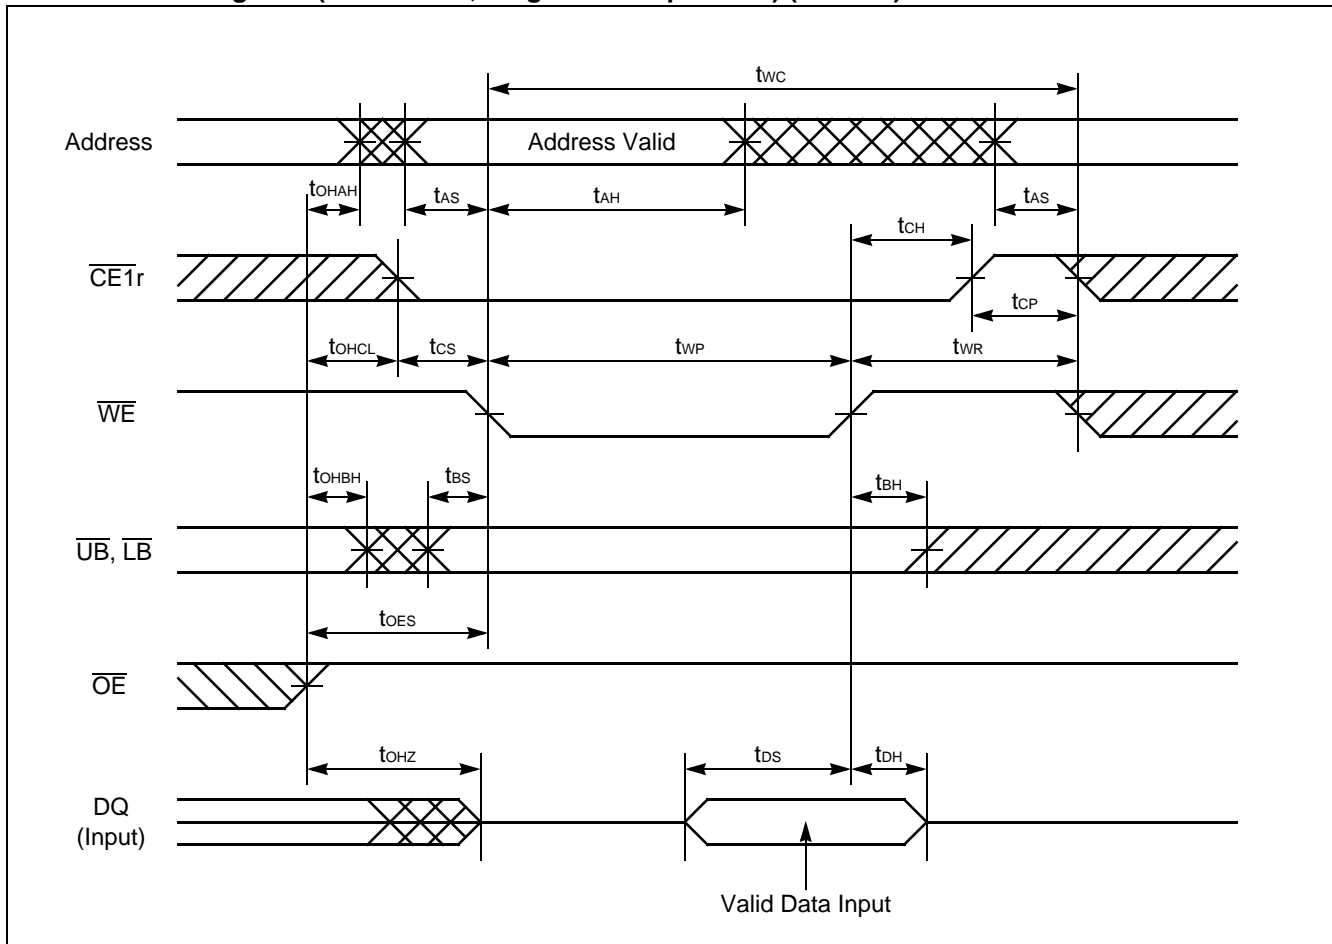 tWC
Address
Address Valid
tOHAH
tAS
tAH
tAS
tCH
CE1r
tCP
tOHCL
tCS
tWP
tWR
WE
tOHBH
tBS
tBH
UB, LB
tOES
OE
tOHZ
tDS
tDH
DQ
(Input)
Valid Data Input